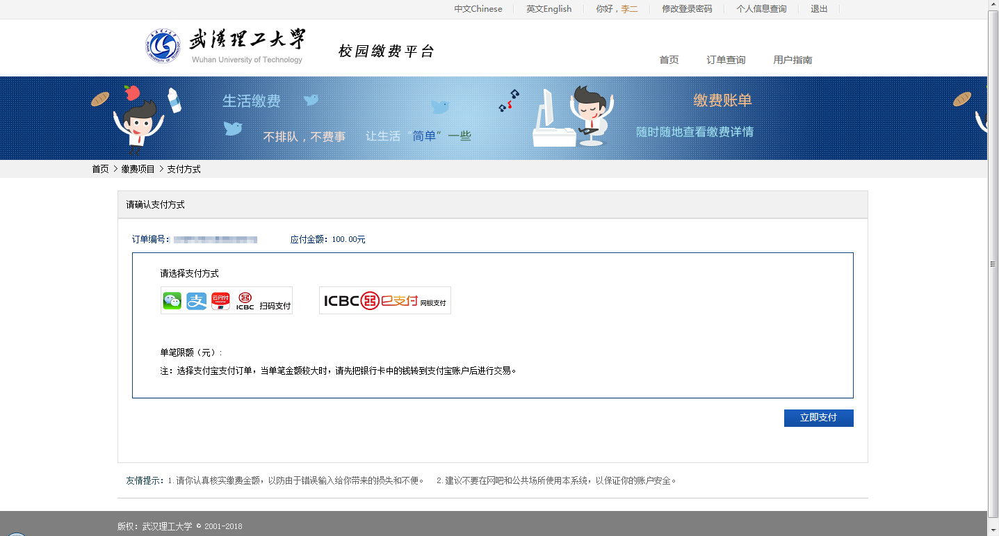 中文Chinese 英文English 你好，李二 修改登录密码 个人信息查询 退出
武汉理工大学
Wuhan University of Technology
校园缴费平台
首页 订单查询 用户指南
生活缴费
不排队，不费事 让生活“简单”一些
缴费账单
随时随地查看缴费详情
首页 > 缴费项目 > 支付方式
请确认支付方式
订单编号: 应付金额: 100.00元
请选择支付方式
支 云闪付 ICBC 扫码支付
ICBC e支付 网银支付
单笔限额（元）:
注: 选择支付宝支付订单，当单笔金额较大时，请先把银行卡中的钱转到支付宝账户后进行交易。
立即支付
友情提示: 1.请你认真核实缴费金额，以防由于错误输入给你带来的损失和不便。 2.建议不要在网吧和公共场所使用本系统，以保证你的账户安全。
版权: 武汉理工大学 © 2001-2018